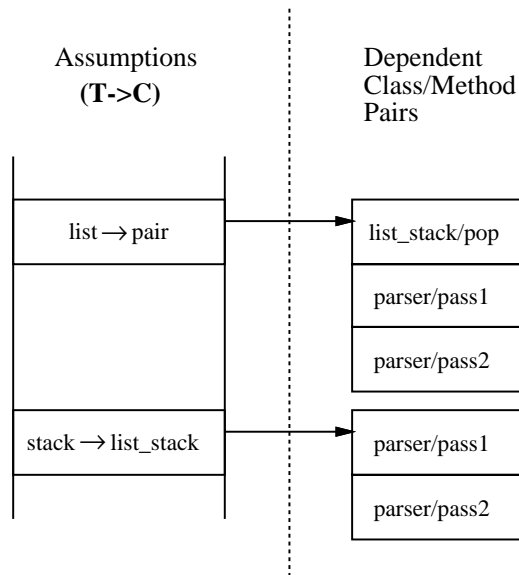 Assumptions
(T->C)
Dependent
Class/Method
Pairs
list → pair
list_stack/pop
parser/pass1
parser/pass2
stack → list_stack
parser/pass1
parser/pass2